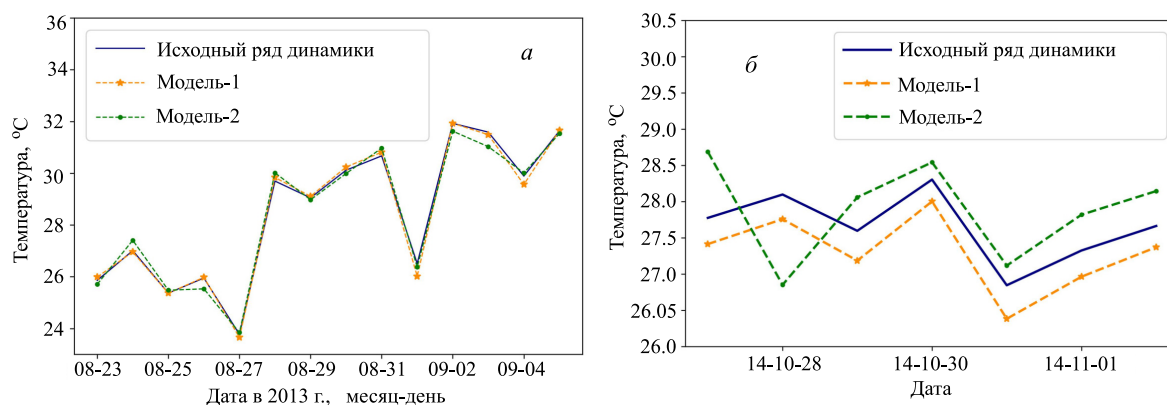 36
34
32
30
28
26
24
Температура, °С
Исходный ряд динамики
Модель-1
Модель-2
а
08-23
08-25
08-27
08-29
08-31
09-02
09-04
Дата в 2013 г., месяц-день
30.5
30.0
29.5
29.0
28.5
28.0
27.5
27.0
26.05
26.0
Температура, °С
Исходный ряд динамики
Модель-1
Модель-2
б
14-10-28
14-10-30
14-11-01
Дата